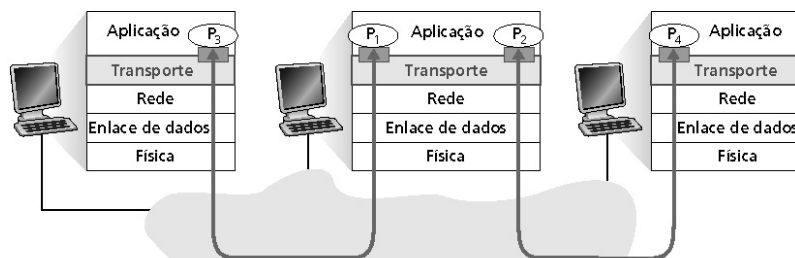 Aplicação P3
Transporte
Rede
Enlace de dados
Física
P1 Aplicação P2
Transporte
Rede
Enlace de dados
Física
P4 Aplicação
Transporte
Rede
Enlace de dados
Física